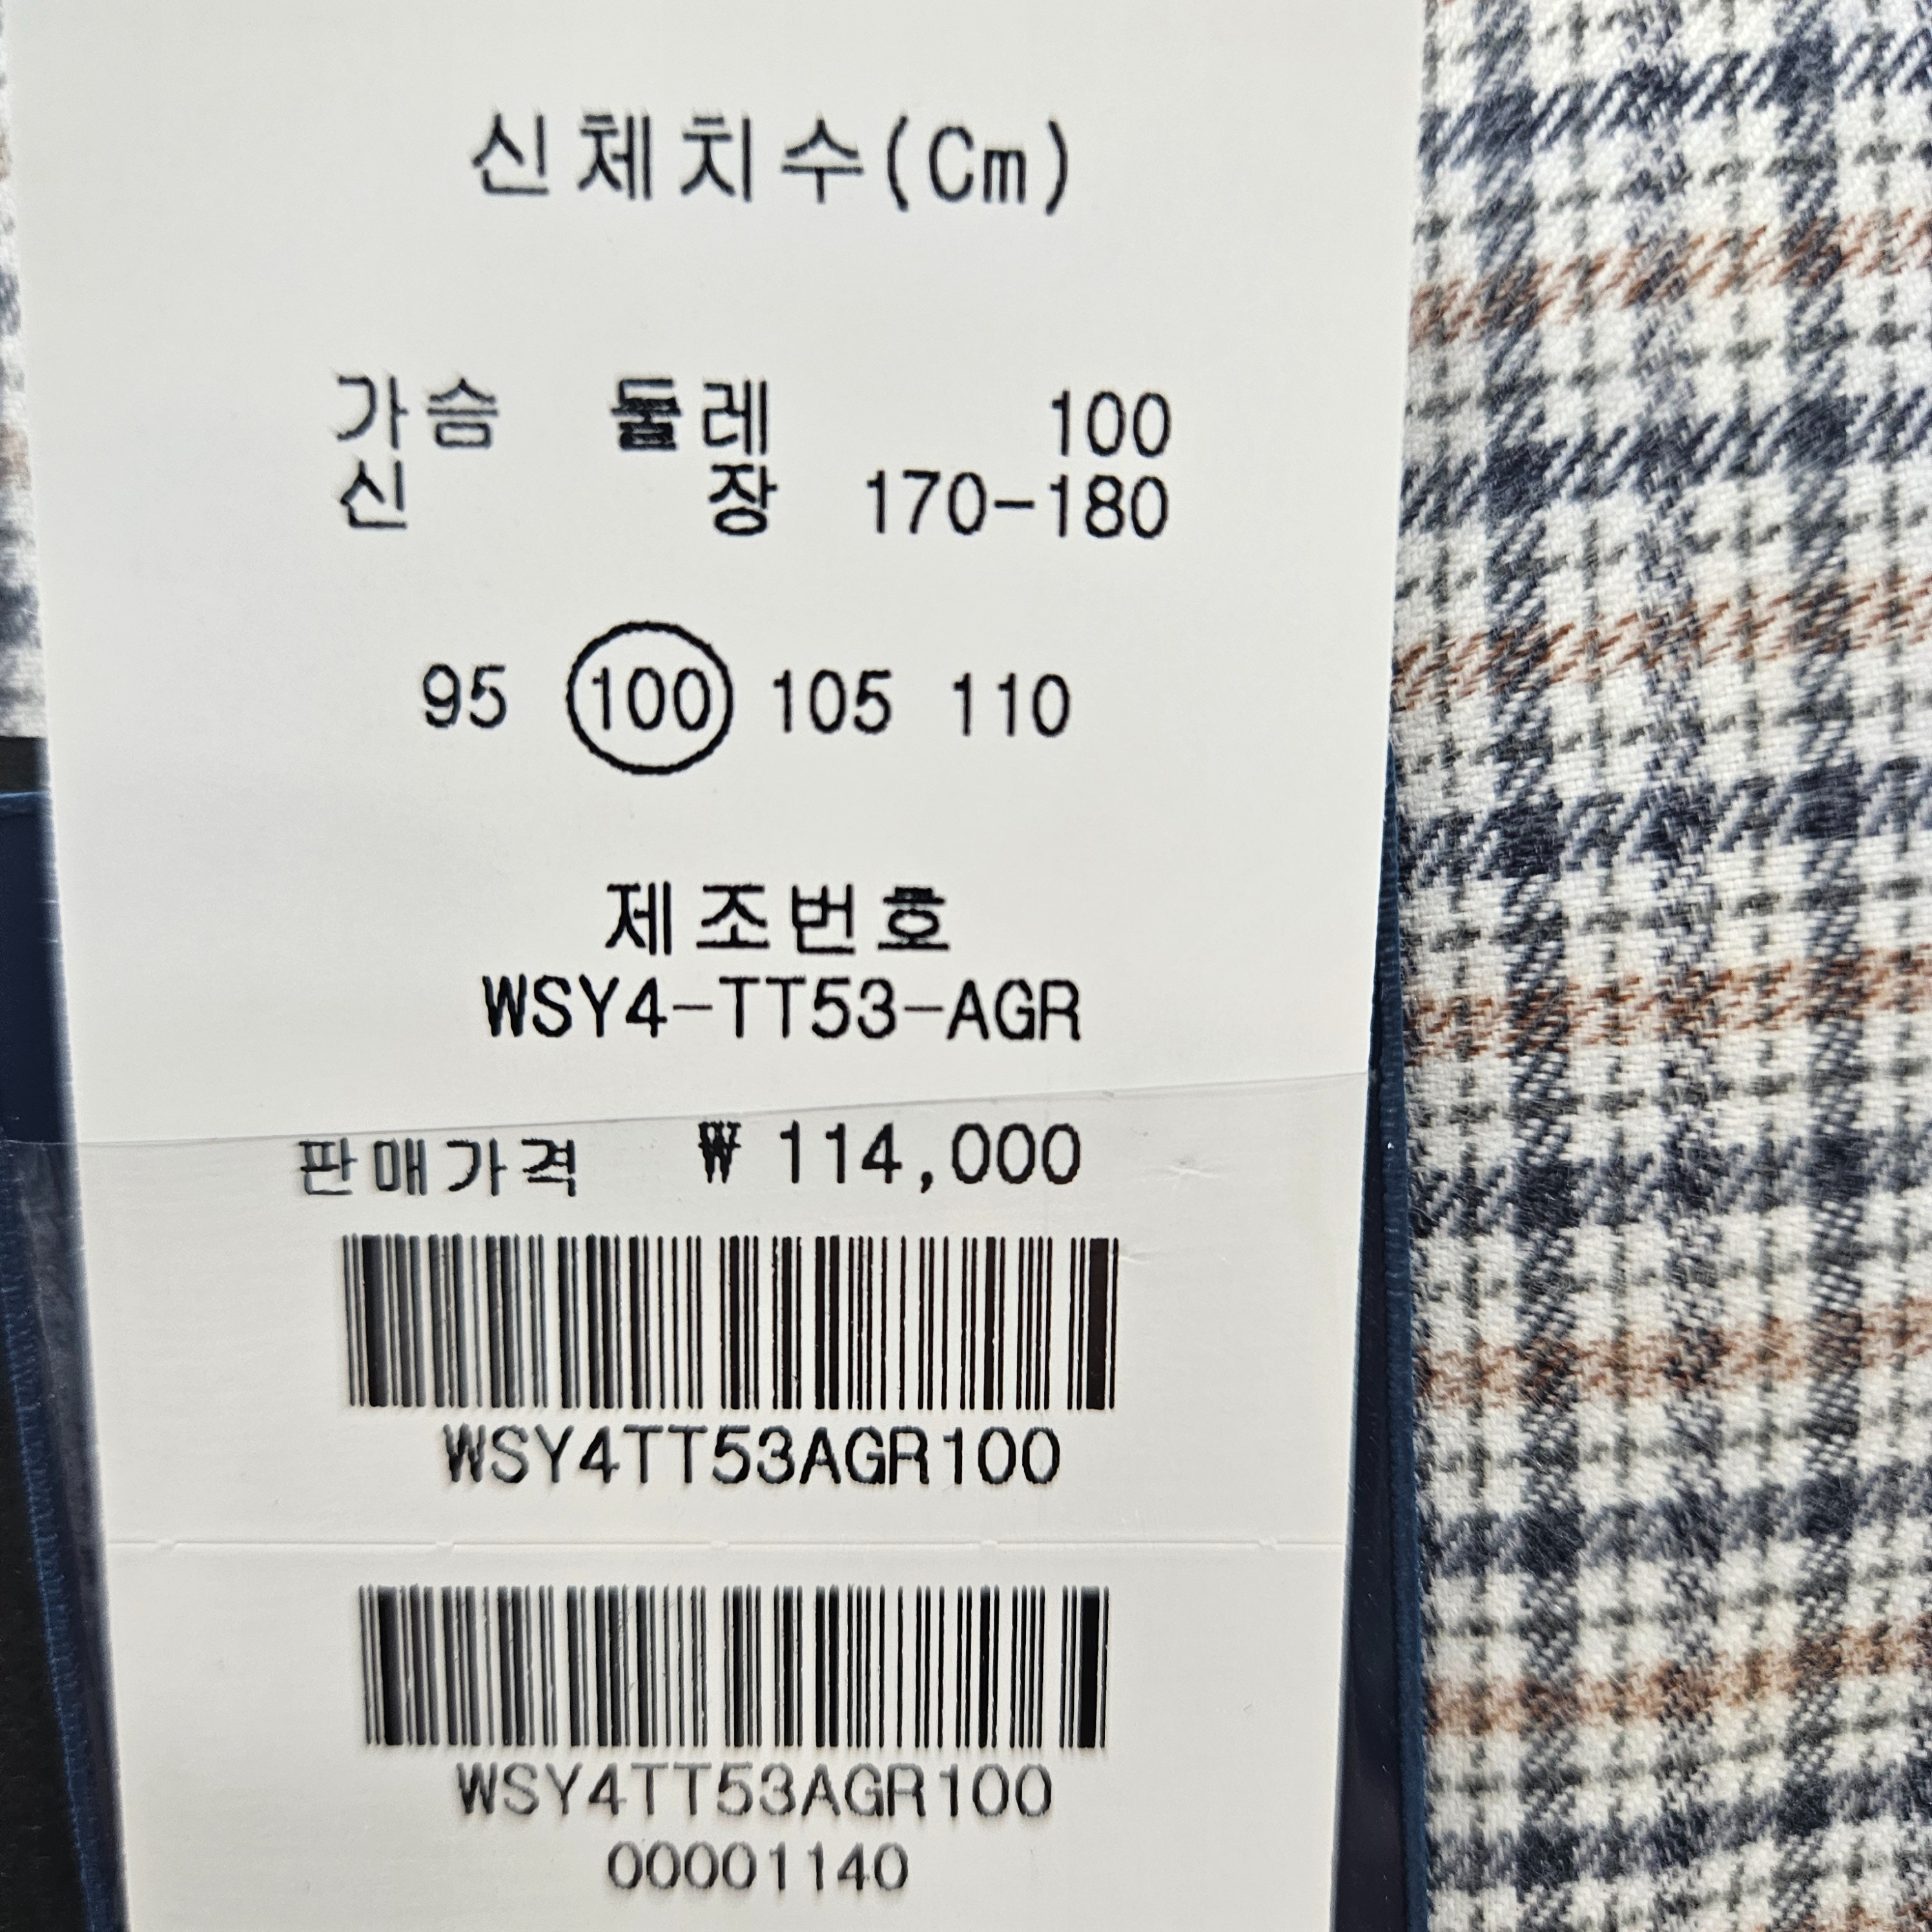 신체치수(Cm)
가슴 둘레 100
신 장 170-180
95 100 105 110
제조번호
WSY4-TT53-AGR
판매가격 ₩114,000
WSY4TT53AGR100
WSY4TT53AGR100
00001140